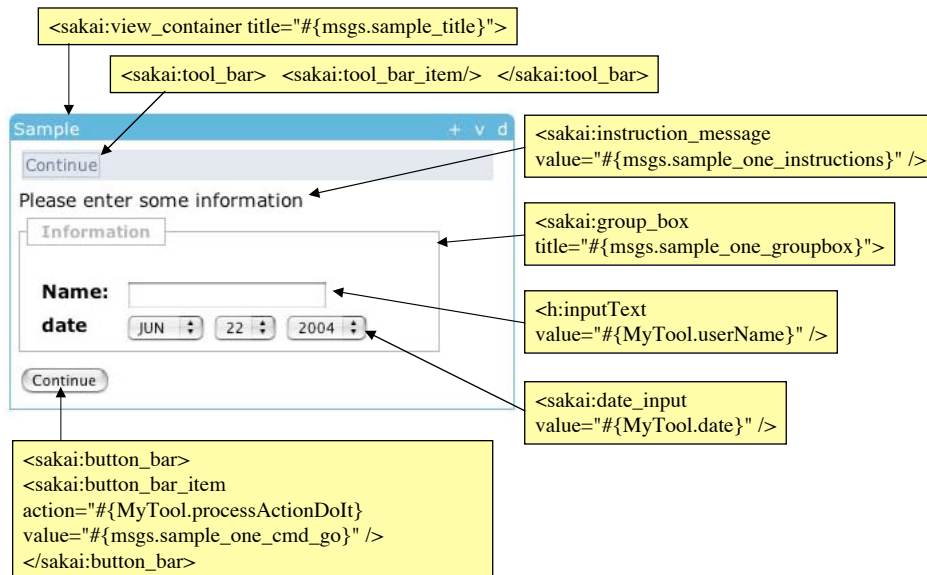 <sakai:view_container title="#{msgs.sample_title}">
<sakai:tool_bar> <sakai:tool_bar_item/> </sakai:tool_bar>
Sample + v d
Continue
Please enter some information
Information
Name:
date JUN 22 2004
Continue
<sakai:instruction_message
value="#{msgs.sample_one_instructions}" />
<sakai:group_box
title="#{msgs.sample_one_groupbox}">
<h:inputText
value="#{MyTool.userName}" />
<sakai:date_input
value="#{MyTool.date}" />
<sakai:button_bar>
<sakai:button_bar_item
action="#{MyTool.processActionDoIt}
value="#{msgs.sample_one_cmd_go}" />
</sakai:button_bar>